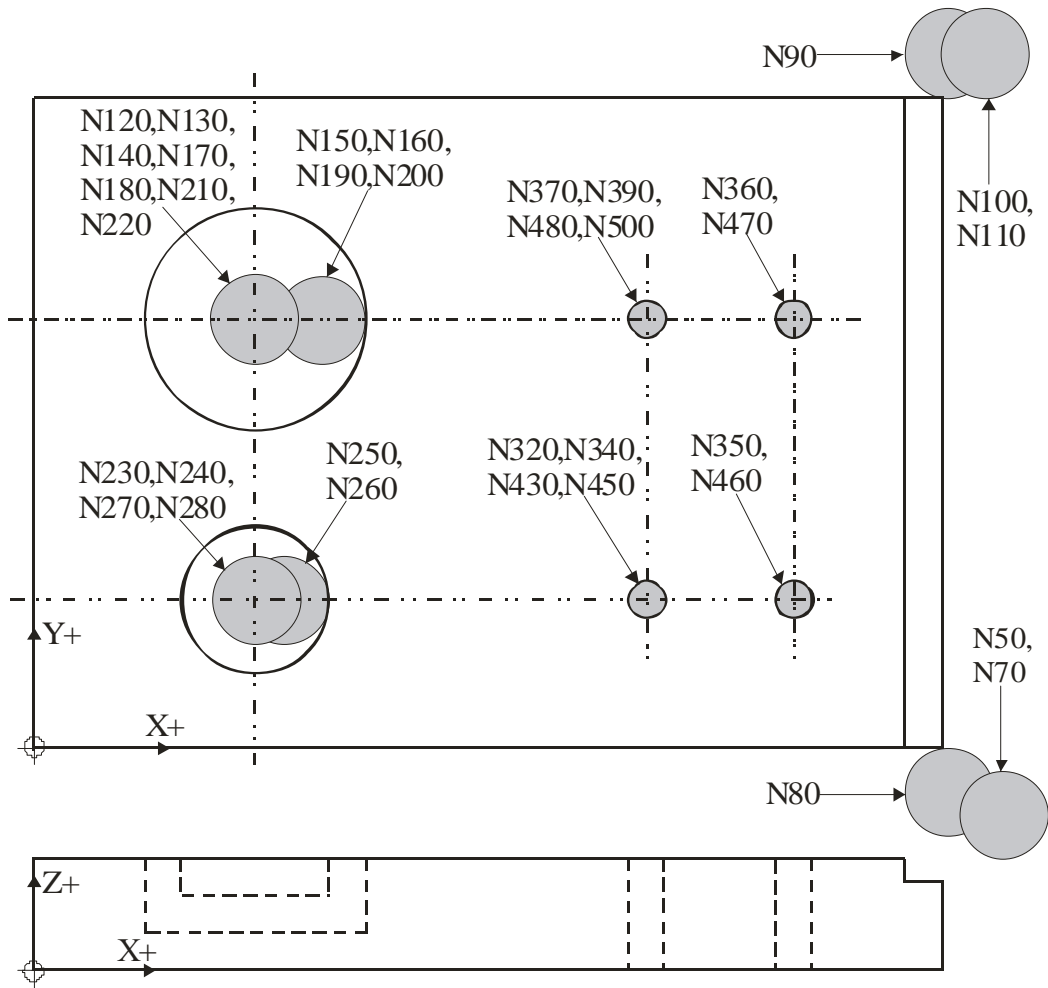 N90
N120,N130,
N140,N170,
N180,N210,
N220
N150,N160,
N190,N200
N370,N390,
N480,N500
N360,
N470
N100,
N110
N230,N240,
N270,N280
N250,
N260
N320,N340,
N430,N450
N350,
N460
Y+
X+
N50,
N70
N80
Z+
X+